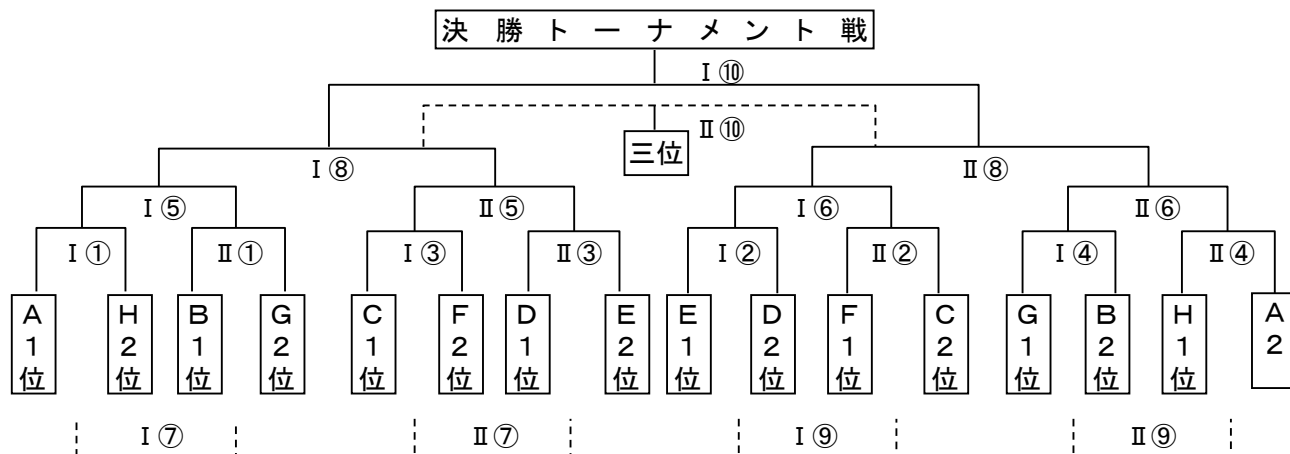 決勝トーナメント戦
Ⅰ⑩
Ⅱ⑩
三位
Ⅰ⑧ Ⅱ⑧
Ⅰ⑤ Ⅱ⑤ Ⅰ⑥ Ⅱ⑥
Ⅰ① Ⅱ① Ⅰ③ Ⅱ③ Ⅰ② Ⅱ② Ⅰ④ Ⅱ④
A1位 H2位 B1位 G2位 C1位 F2位 D1位 E2位 E1位 D2位 F1位 C2位 G1位 B2位 H1位 A2
Ⅰ⑦ Ⅱ⑦ Ⅰ⑨ Ⅱ⑨